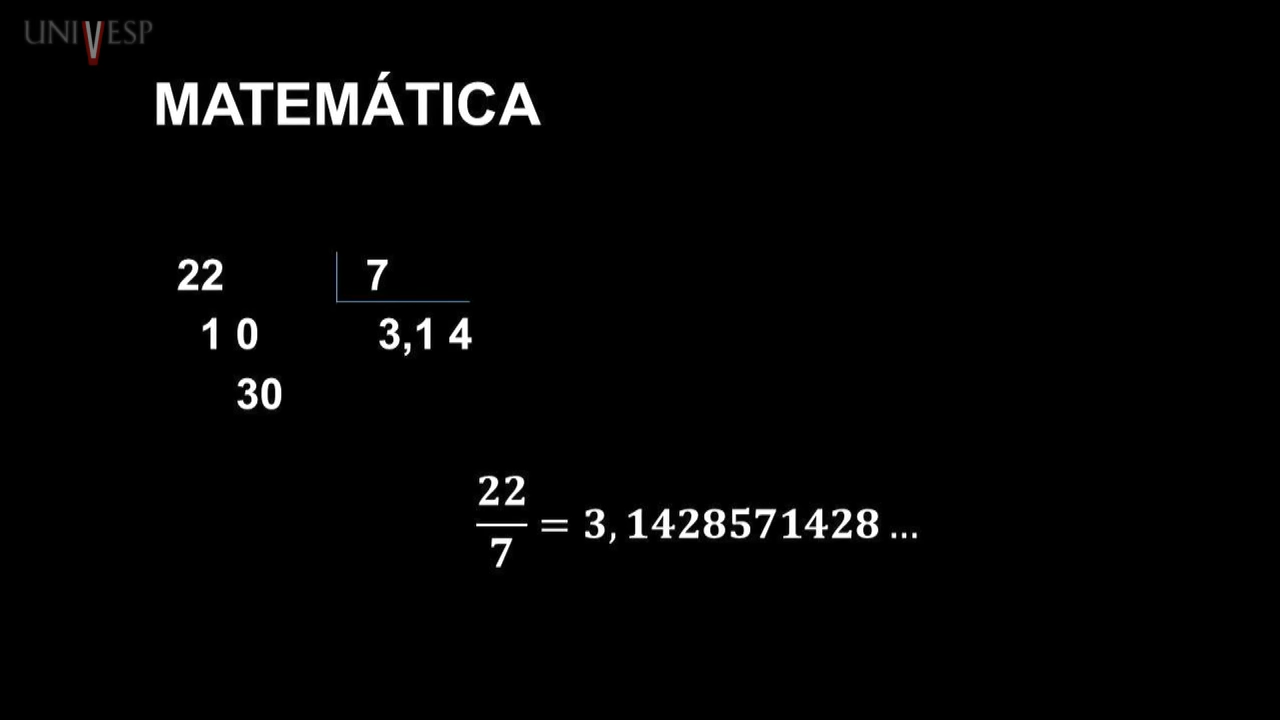 UNIVESP
MATEMÁTICA
22 7
1 0 3,1 4
30
22
7
= 3,1428571428...